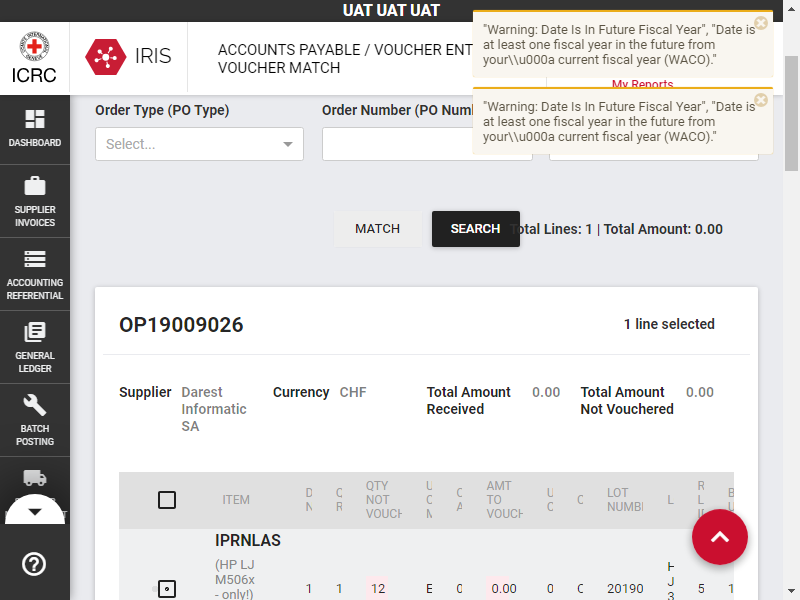 UAT UAT UAT
COMITE INTERNATIONAL
GENEVE
ICRC
IRIS
ACCOUNTS PAYABLE / VOUCHER ENT
VOUCHER MATCH
"Warning: Date Is In Future Fiscal Year", "Date is
at least one fiscal year in the future from
your\\u000a current fiscal year (WACO)."
My Reports
"Warning: Date Is In Future Fiscal Year", "Date is
at least one fiscal year in the future from
your\\u000a current fiscal year (WACO)."
DASHBOARD
SUPPLIER
INVOICES
ACCOUNTING
REFERENTIAL
GENERAL
LEDGER
BATCH
POSTING
Order Type (PO Type)
Order Number (PO Num
Select...
MATCH
SEARCH
Total Lines: 1 | Total Amount: 0.00
OP19009026
1 line selected
Supplier
Darest
Informatic
SA
Currency
CHF
Total Amount
Received
0.00
Total Amount
Not Vouchered
0.00
ITEM
QTY
NOT
VOUCH
AMT
TO
VOUCH
LOT
NUMB
IPRNLAS
(HP LJ
M506x
- only!)
1
1
12
E
0
0.00
0
C
20190
H
J
3
5
1